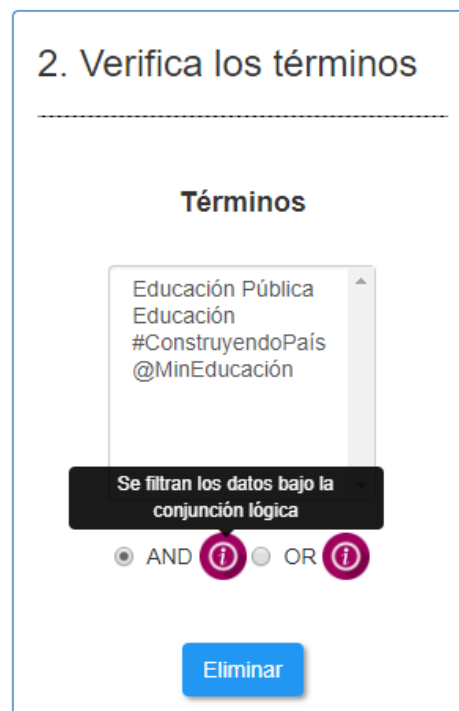 2. Verifica los términos
Términos
Educación Pública
Educación
#ConstruyendoPaís
@MinEducación
Se filtran los datos bajo la
conjunción lógica
AND i OR i
Eliminar